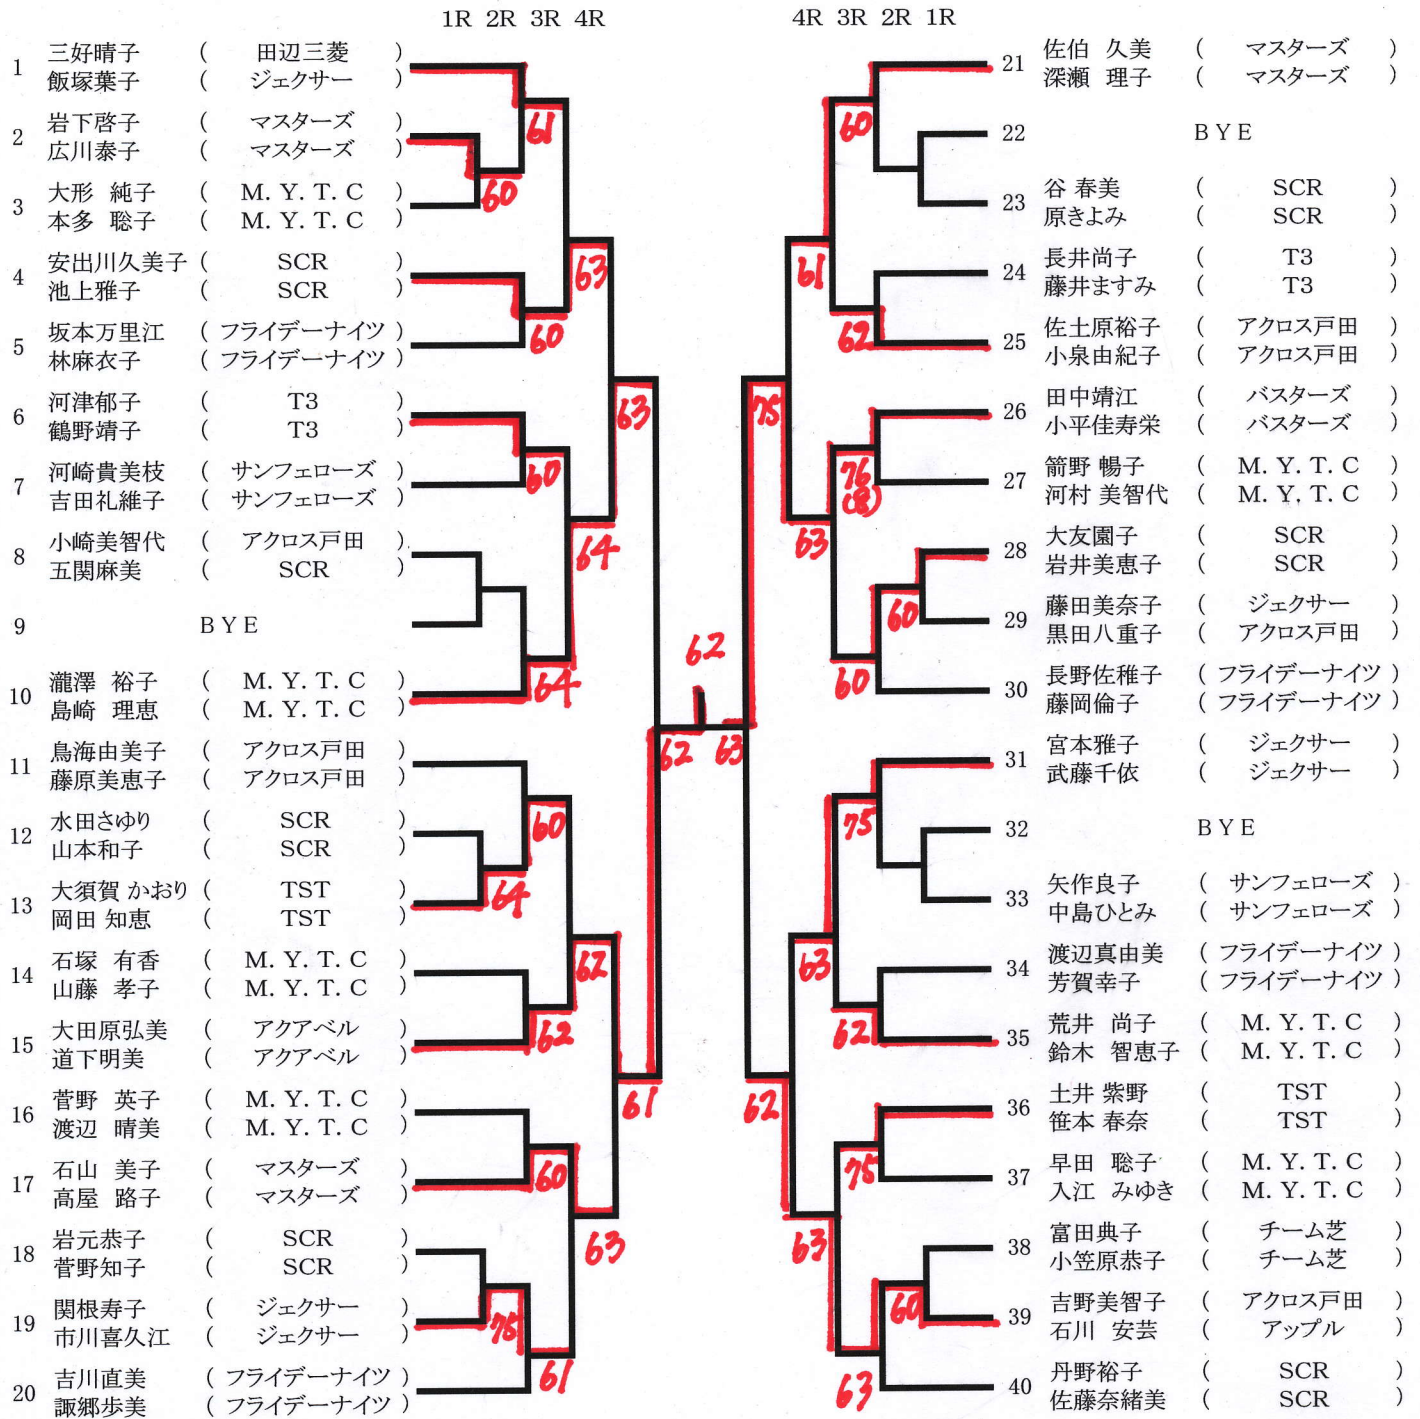 1R 2R 3R 4R
1 三好晴子 ( 田辺三菱 )
飯塚葉子 ( ジェクサー )
2 岩下啓子 ( マスターズ )
広川泰子 ( マスターズ )
3 大形 純子 ( M.Y.T.C )
本多 聡子 ( M.Y.T.C )
4 安出川久美子 ( SCR )
池上雅子 ( SCR )
5 坂本万里江 ( フライデーナイツ )
林麻衣子 ( フライデーナイツ )
6 河津郁子 ( T3 )
鶴野靖子 ( T3 )
7 河崎貴美枝 ( サンフェローズ )
吉田礼維子 ( サンフェローズ )
8 小崎美智代 ( アクロス戸田 )
五関麻美 ( SCR )
9 BYE
10 瀧澤 裕子 ( M.Y.T.C )
島崎 理恵 ( M.Y.T.C )
11 鳥海由美子 ( アクロス戸田 )
藤原美恵子 ( アクロス戸田 )
12 水田さゆり ( SCR )
山本和子 ( SCR )
13 大須賀 かおり ( TST )
岡田 知恵 ( TST )
14 石塚 有香 ( M.Y.T.C )
山藤 孝子 ( M.Y.T.C )
15 大田原弘美 ( アクアベル )
道下明美 ( アクアベル )
16 菅野 英子 ( M.Y.T.C )
渡辺 晴美 ( M.Y.T.C )
17 石山 美子 ( マスターズ )
高屋 路子 ( マスターズ )
18 岩元恭子 ( SCR )
菅野知子 ( SCR )
19 関根寿子 ( ジェクサー )
市川喜久江 ( ジェクサー )
20 吉川直美 ( フライデーナイツ )
諏郷歩美 ( フライデーナイツ )
60
64
75
61
60
60
64
60
62
60
61
63
64
62
63
63
61
62
62
63
4R 3R 2R 1R
21 佐伯 久美 ( マスターズ )
深瀬 理子 ( マスターズ )
22 BYE
23 谷 春美 ( SCR )
原きよみ ( SCR )
24 長井尚子 ( T3 )
藤井ますみ ( T3 )
25 佐土原裕子 ( アクロス戸田 )
小泉由紀子 ( アクロス戸田 )
26 田中靖江 ( バスターズ )
小平佳寿栄 ( バスターズ )
27 箭野 暢子 ( M.Y.T.C )
河村 美智代 ( M.Y.T.C )
28 大友園子 ( SCR )
岩井美恵子 ( SCR )
29 藤田美奈子 ( ジェクサー )
黒田八重子 ( アクロス戸田 )
30 長野佐稚子 ( フライデーナイツ )
藤岡倫子 ( フライデーナイツ )
31 宮本雅子 ( ジェクサー )
武藤千依 ( ジェクサー )
32 BYE
33 矢作良子 ( サンフェローズ )
中島ひとみ ( サンフェローズ )
34 渡辺真由美 ( フライデーナイツ )
芳賀幸子 ( フライデーナイツ )
35 荒井 尚子 ( M.Y.T.C )
鈴木 智恵子 ( M.Y.T.C )
36 土井 紫野 ( TST )
笹本 春奈 ( TST )
37 早田 聡子 ( M.Y.T.C )
入江 みゆき ( M.Y.T.C )
38 富田典子 ( チーム芝 )
小笠原恭子 ( チーム芝 )
39 吉野美智子 ( アクロス戸田 )
石川 安芸 ( アップル )
40 丹野裕子 ( SCR )
佐藤奈緒美 ( SCR )
60
60
60
62
76
(8)
60
75
62
75
63
61
63
63
63
75
62